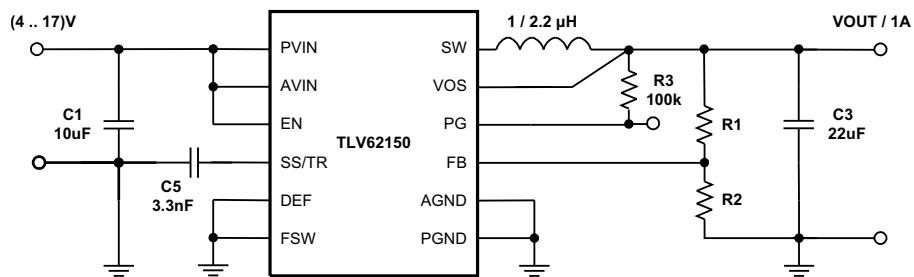 (4 .. 17)V
1 / 2.2 µH
VOUT / 1A
PVIN
SW
AVIN
VOS
R3
100k
C1
10uF
EN
PG
R1
C3
22uF
TLV62150
SS/TR
FB
C5
3.3nF
DEF
AGND
R2
FSW
PGND